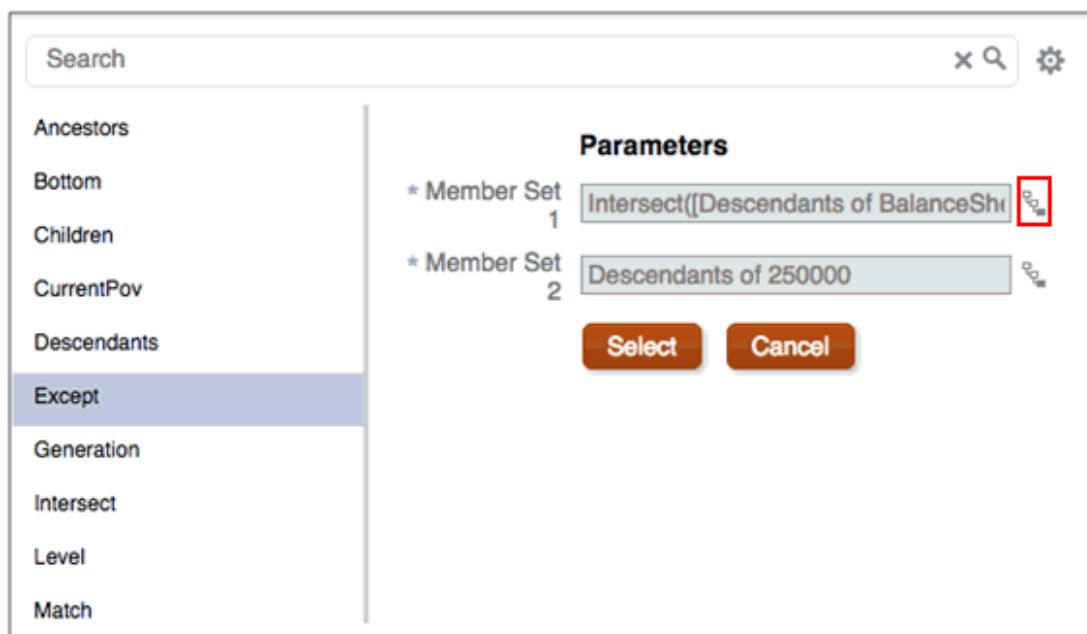 Search
Ancestors
Bottom
Children
CurrentPov
Descendants
Except
Generation
Intersect
Level
Match
Parameters
* Member Set 1
Intersect([Descendants of BalanceShe
* Member Set 2
Descendants of 250000
Select
Cancel